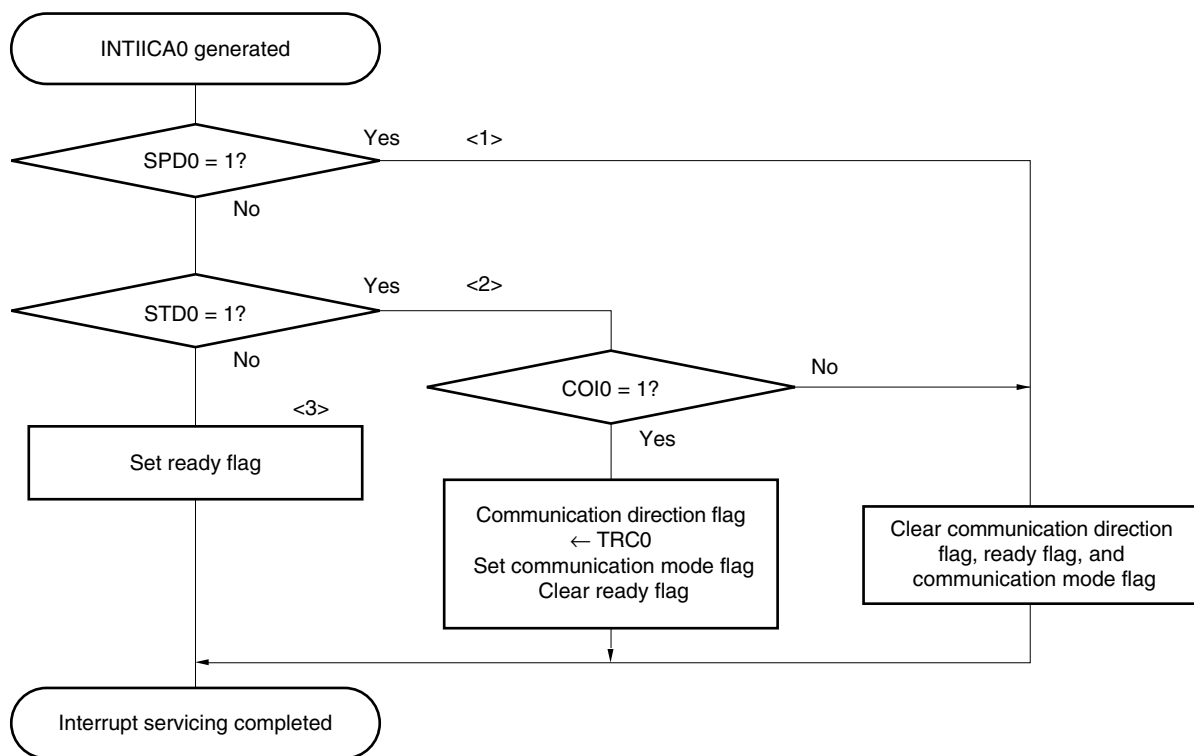 INTIICA0 generated
Yes
<1>
SPD0 = 1?
No
Yes
<2>
STD0 = 1?
No
COI0 = 1?
No
Yes
<3>
Set ready flag
Communication direction flag
← TRC0
Set communication mode flag
Clear ready flag
Clear communication direction
flag, ready flag, and
communication mode flag
Interrupt servicing completed